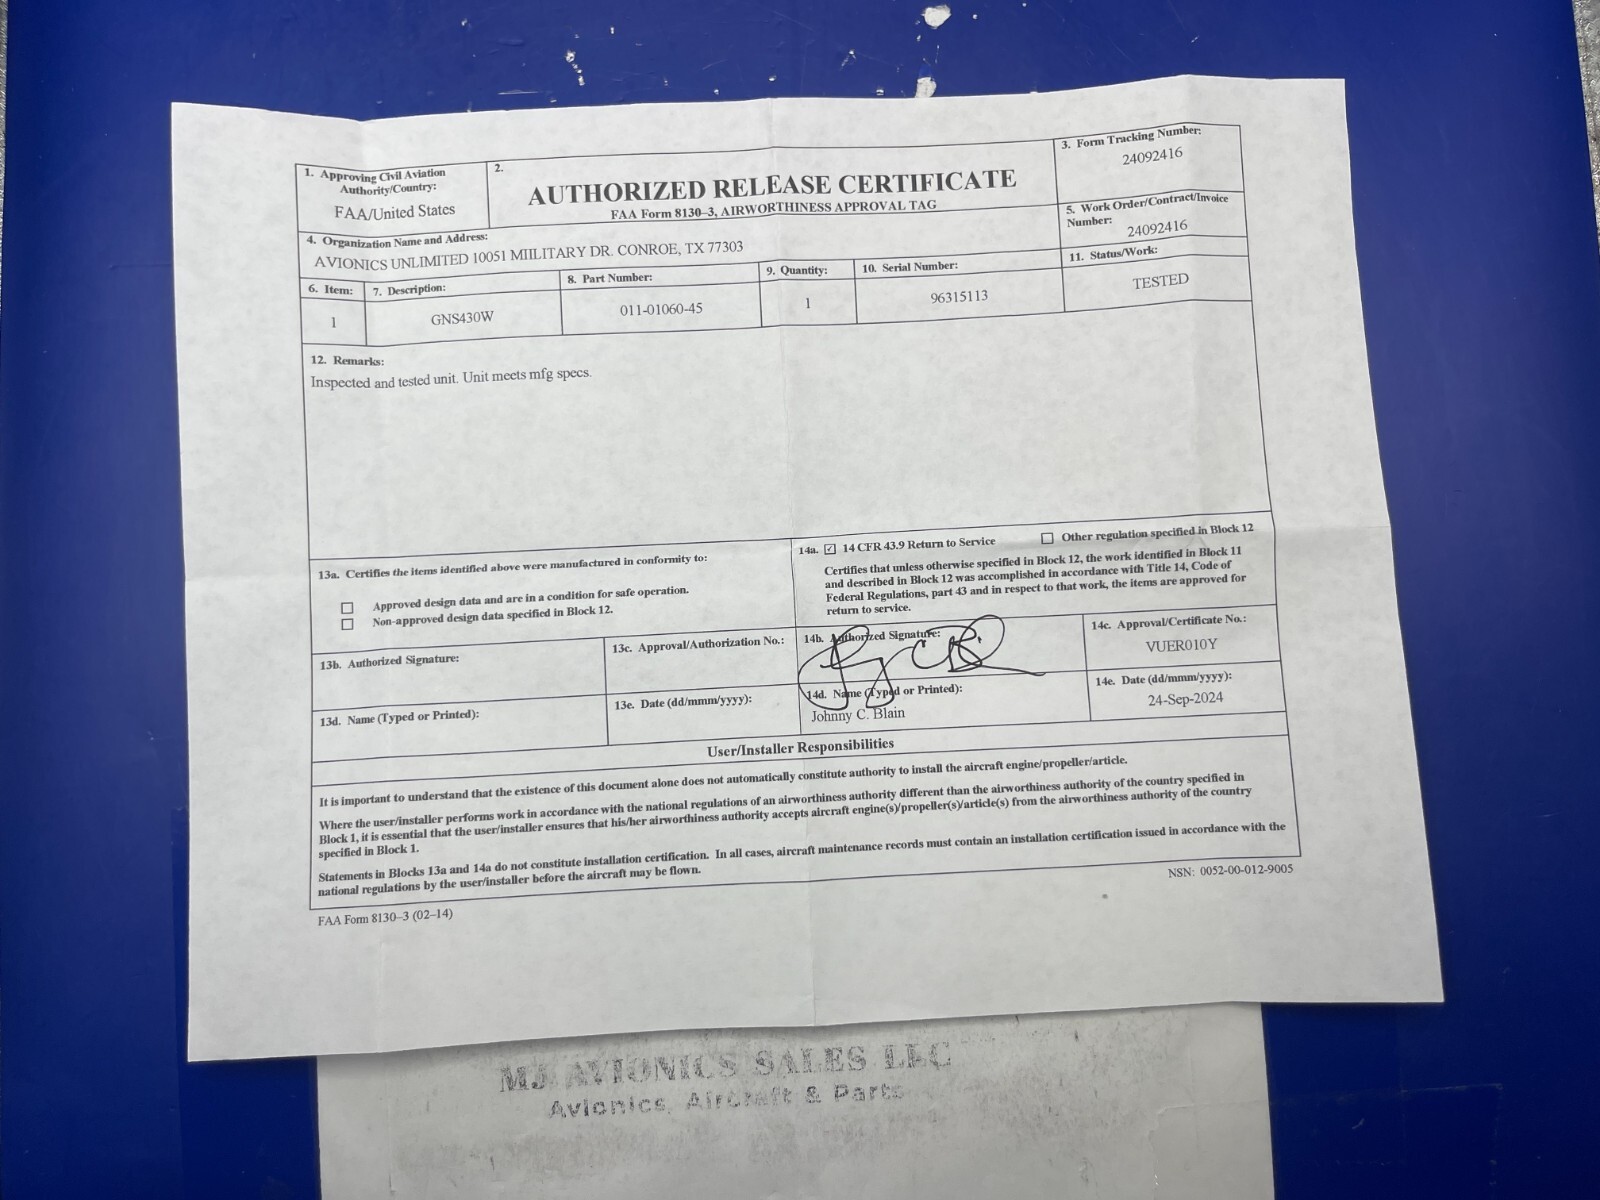 1. Approving Civil Aviation
Authority/Country:
FAA/United States
2.
AUTHORIZED RELEASE CERTIFICATE
FAA Form 8130–3, AIRWORTHINESS APPROVAL TAG
3. Form Tracking Number:
24092416
4. Organization Name and Address:
AVIONICS UNLIMITED 10051 MIILITARY DR. CONROE, TX 77303
5. Work Order/Contract/Invoice
Number:
24092416
6. Item:
7. Description:
8. Part Number:
9. Quantity:
10. Serial Number:
11. Status/Work:
1
GNS430W
011-01060-45
1
96315113
TESTED
12. Remarks:
Inspected and tested unit. Unit meets mfg specs.
13a. Certifies the items identified above were manufactured in conformity to:
Approved design data and are in a condition for safe operation.
Non-approved design data specified in Block 12.
14a. ☑ 14 CFR 43.9 Return to Service ☐ Other regulation specified in Block 12
Certifies that unless otherwise specified in Block 12, the work identified in Block 11
and described in Block 12 was accomplished in accordance with Title 14, Code of
Federal Regulations, part 43 and in respect to that work, the items are approved for
return to service.
13b. Authorized Signature:
13c. Approval/Authorization No.:
14b. Authorized Signature:
14c. Approval/Certificate No.:
VUER010Y
13d. Name (Typed or Printed):
13e. Date (dd/mmm/yyyy):
14d. Name (Typed or Printed):
Johnny C. Blain
14e. Date (dd/mmm/yyyy):
24-Sep-2024
User/Installer Responsibilities
It is important to understand that the existence of this document alone does not automatically constitute authority to install the aircraft engine/propeller/article.
Where the user/installer performs work in accordance with the national regulations of an airworthiness authority different than the airworthiness authority of the country specified in
Block 1, it is essential that the user/installer ensures that his/her airworthiness authority accepts aircraft engine(s)/propeller(s)/article(s) from the airworthiness authority of the country
specified in Block 1.
Statements in Blocks 13a and 14a do not constitute installation certification. In all cases, aircraft maintenance records must contain an installation certification issued in accordance with the
national regulations by the user/installer before the aircraft may be flown.
FAA Form 8130–3 (02–14)
NSN: 0052-00-012-9005
MJ AVIONICS SALES LLC
Avionics, Aircraft & Parts